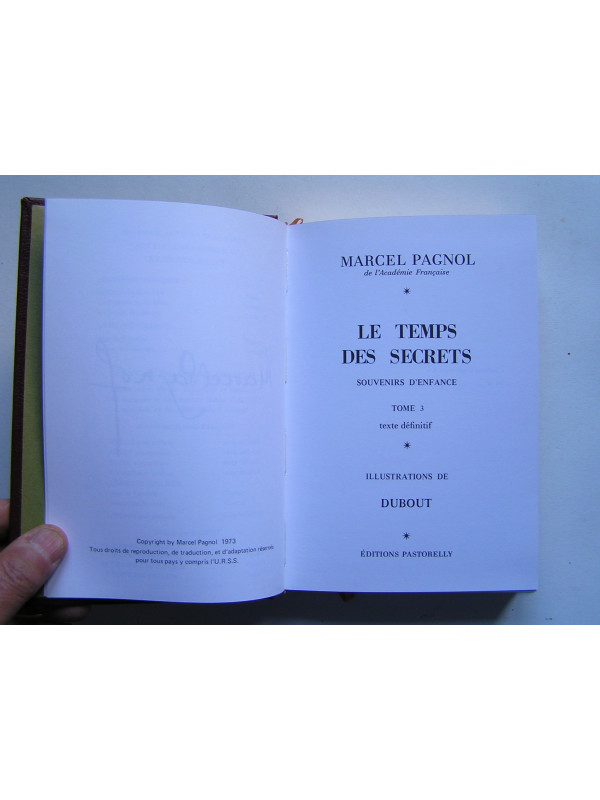 Copyright by Marcel Pagnol 1973
Tous droits de reproduction, de traduction, et d'adaptation réservés
pour tous pays y compris l'U.R.S.S.
MARCEL PAGNOL
de l'Académie Française
*
LE TEMPS
DES SECRETS
SOUVENIRS D'ENFANCE
TOME 3
texte définitif
*
ILLUSTRATIONS DE
DUBOUT
*
ÉDITIONS PASTORELLY